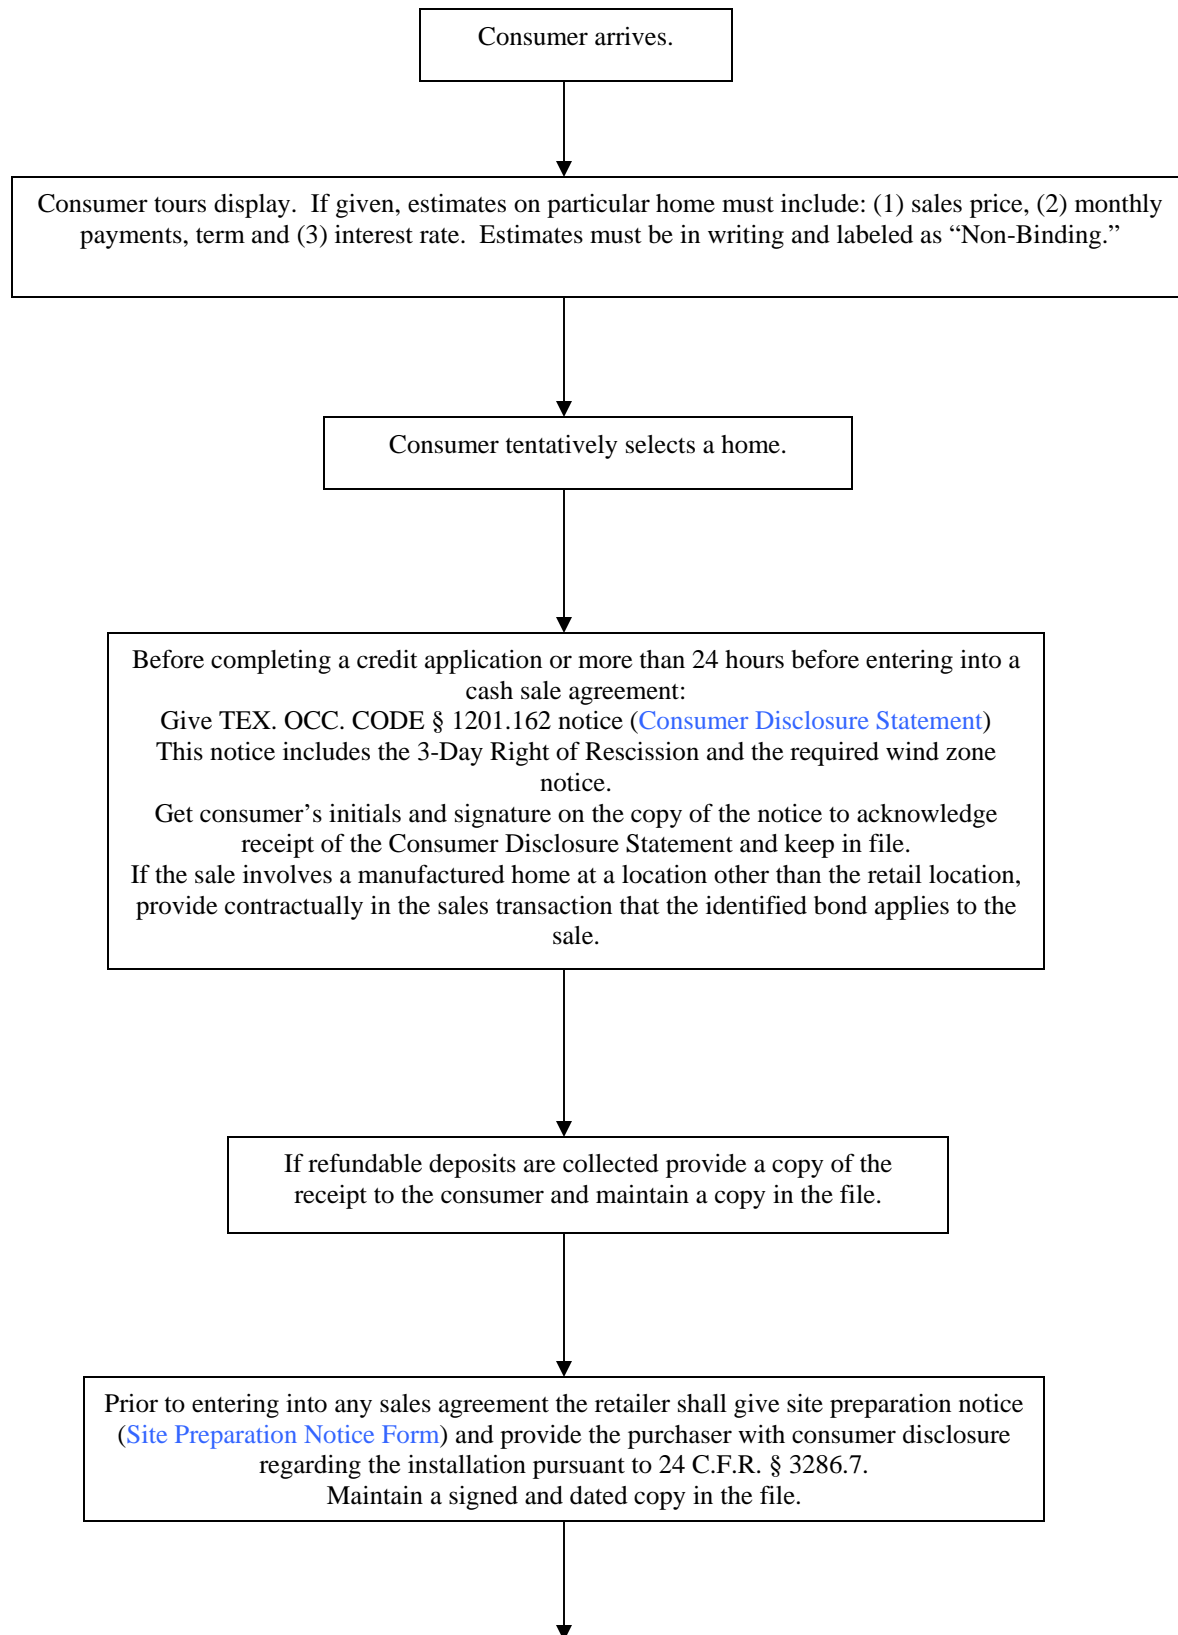 Consumer arrives.
Consumer tours display.  If given, estimates on particular home must include: (1) sales price, (2) monthly
payments, term and (3) interest rate.  Estimates must be in writing and labeled as “Non-Binding.”
Consumer tentatively selects a home.
Before completing a credit application or more than 24 hours before entering into a
cash sale agreement:
Give TEX. OCC. CODE § 1201.162 notice (Consumer Disclosure Statement)
This notice includes the 3-Day Right of Rescission and the required wind zone
notice.
Get consumer’s initials and signature on the copy of the notice to acknowledge
receipt of the Consumer Disclosure Statement and keep in file.
If the sale involves a manufactured home at a location other than the retail location,
provide contractually in the sales transaction that the identified bond applies to the
sale.
If refundable deposits are collected provide a copy of the
receipt to the consumer and maintain a copy in the file.
Prior to entering into any sales agreement the retailer shall give site preparation notice
(Site Preparation Notice Form) and provide the purchaser with consumer disclosure
regarding the installation pursuant to 24 C.F.R. § 3286.7.
Maintain a signed and dated copy in the file.